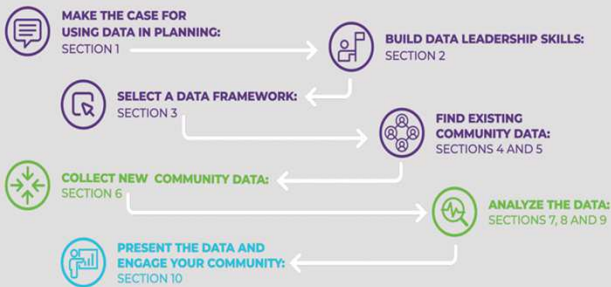 MAKE THE CASE FOR
USING DATA IN PLANNING:
SECTION 1
BUILD DATA LEADERSHIP SKILLS:
SECTION 2
SELECT A DATA FRAMEWORK:
SECTION 3
FIND EXISTING
COMMUNITY DATA:
SECTIONS 4 AND 5
COLLECT NEW COMMUNITY DATA:
SECTION 6
ANALYZE THE DATA:
SECTIONS 7, 8 AND 9
PRESENT THE DATA AND
ENGAGE YOUR COMMUNITY:
SECTION 10